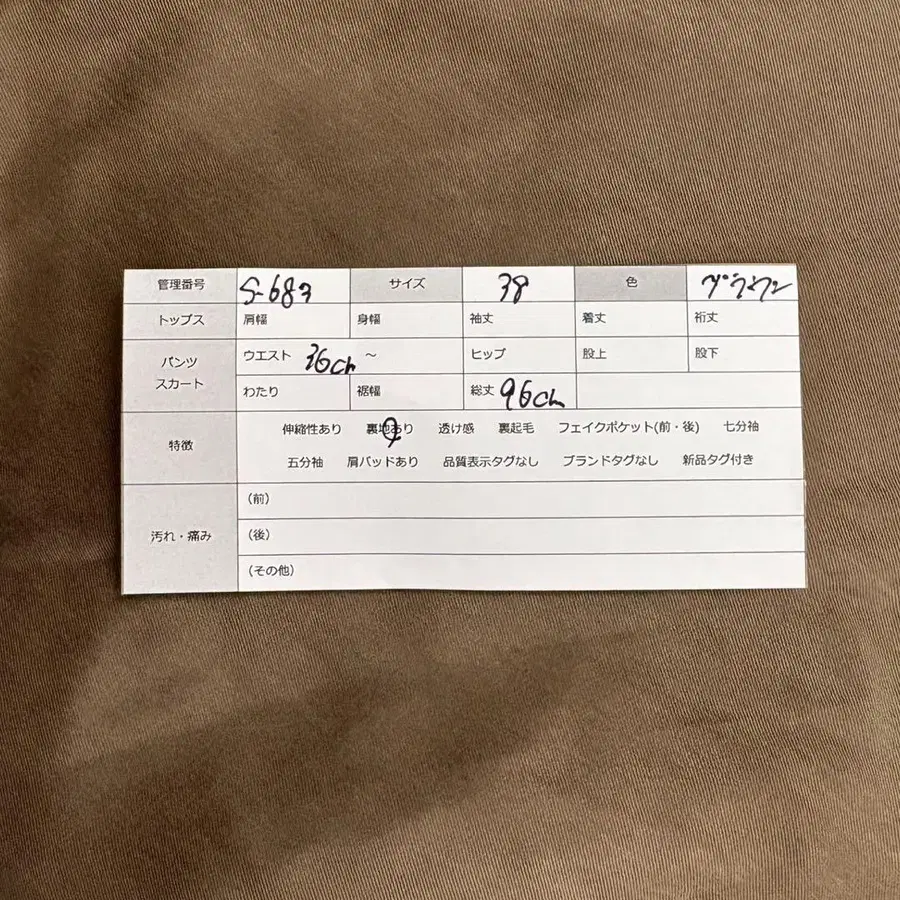 管理番号 S-683 サイズ 38 色 ブラウン
トップス 肩幅 身幅 袖丈 着丈 裄丈
パンツ スカート ウエスト 36cm ～ ヒップ 股上 股下
わたり 裾幅 総丈 96cm
特徴 伸縮性あり 裏地あり 透け感 裏起毛 フェイクポケット(前・後) 七分袖
五分袖 肩パッドあり 品質表示タグなし ブランドタグなし 新品タグ付き
汚れ・痛み (前)
(後)
(その他)